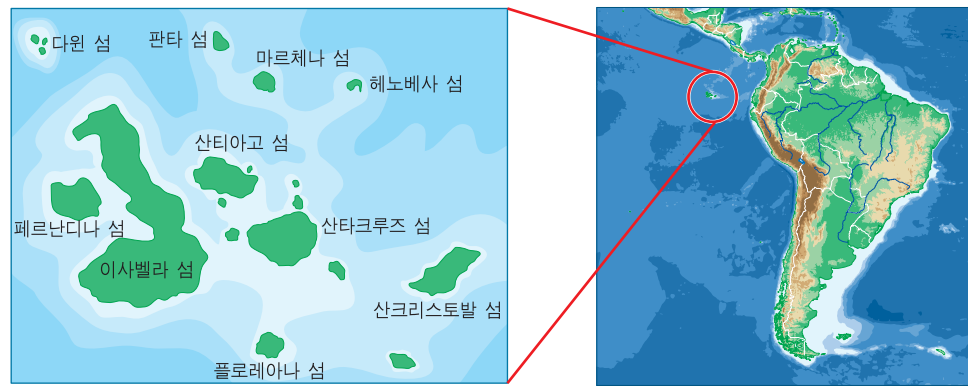 다윈 섬
판타 섬
마르체나 섬
헤노베사 섬
산티아고 섬
페르난디나 섬
산타크루즈 섬
이사벨라 섬
산크리스토발 섬
플로레아나 섬